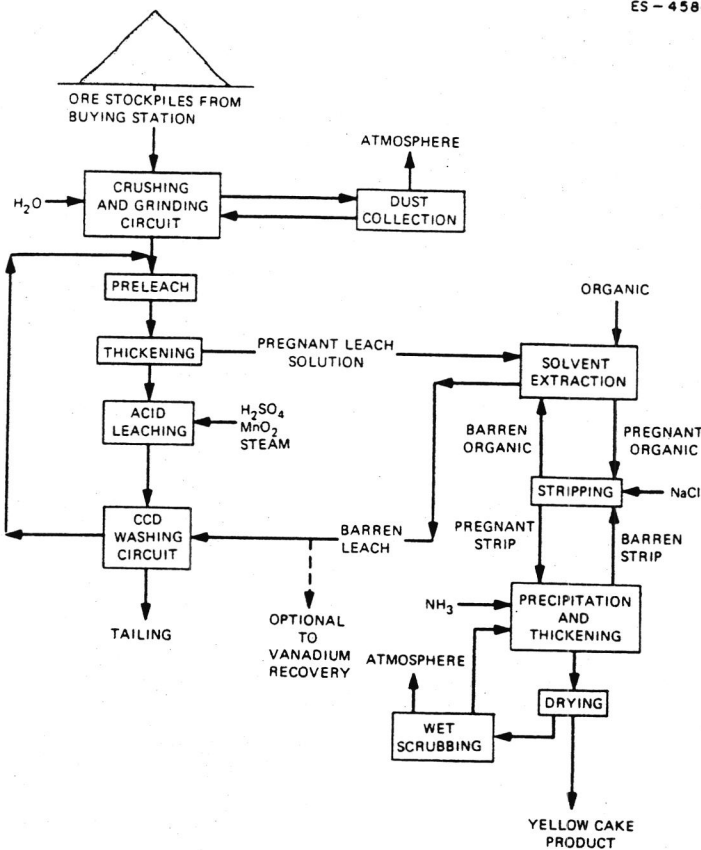 ES - 458
ORE STOCKPILES FROM
BUYING STATION
ATMOSPHERE
H₂O
CRUSHING
AND GRINDING
CIRCUIT
DUST
COLLECTION
PRELEACH
ORGANIC
THICKENING
PREGNANT LEACH
SOLUTION
SOLVENT
EXTRACTION
ACID
LEACHING
H₂SO₄
MnO₂
STEAM
BARREN
ORGANIC
PREGNANT
ORGANIC
STRIPPING
NaCl
CCD
WASHING
CIRCUIT
BARREN
LEACH
PREGNANT
STRIP
BARREN
STRIP
TAILING
OPTIONAL
TO
VANADIUM
RECOVERY
NH₃
PRECIPITATION
AND
THICKENING
ATMOSPHERE
DRYING
WET
SCRUBBING
YELLOW CAKE
PRODUCT